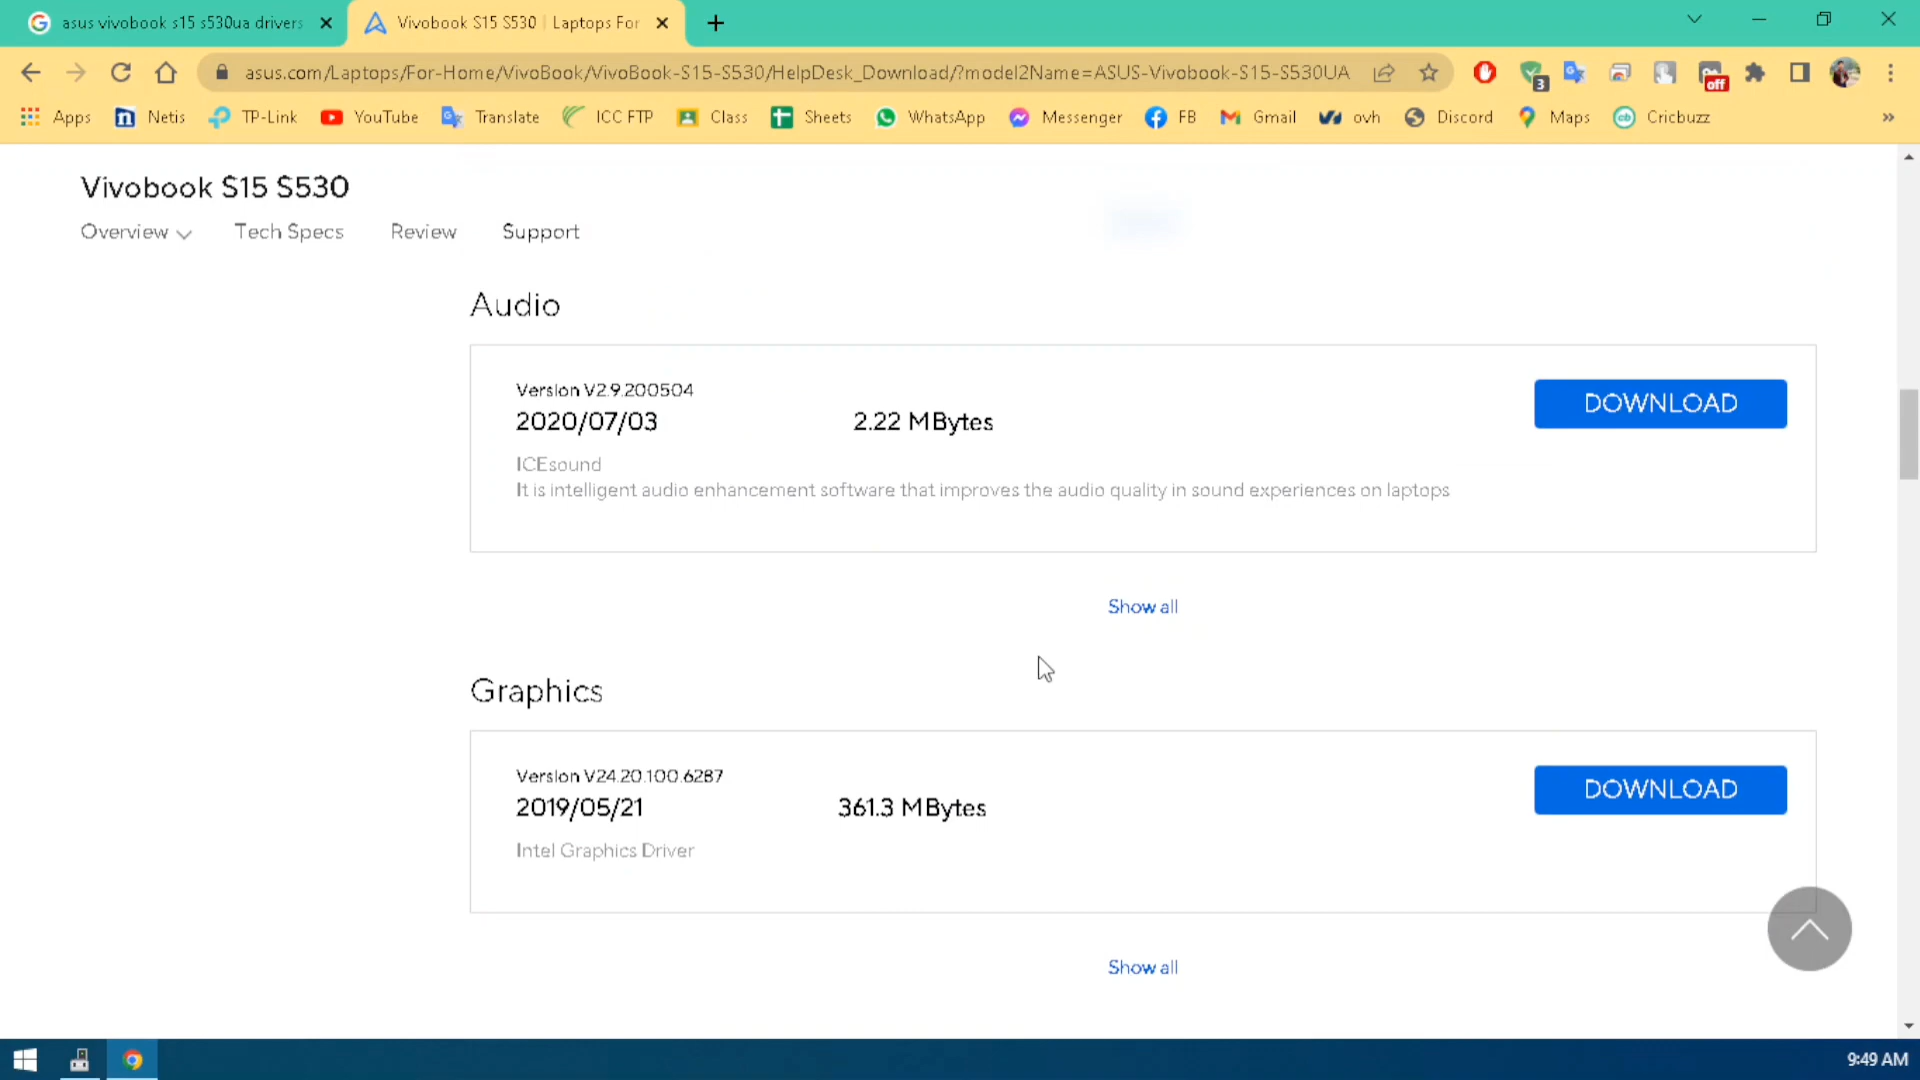 asus vivobook s15 s530ua drivers
Vivobook S15 S530 | Laptops For
asus.com/Laptops/For-Home/VivoBook/VivoBook-S15-S530/HelpDesk_Download/?model2Name=ASUS-Vivobook-S15-S530UA
3
off
Apps
Netis
TP-Link
YouTube
Translate
ICC FTP
Class
Sheets
WhatsApp
Messenger
FB
Gmail
ovh
Discord
Maps
Cricbuzz
»
Vivobook S15 S530
Overview
Tech Specs
Review
Support
Audio
Version V2.9.200504
2020/07/03
2.22 MBytes
DOWNLOAD
ICEsound
It is intelligent audio enhancement software that improves the audio quality in sound experiences on laptops
Show all
Graphics
Version V24.20.100.6287
2019/05/21
361.3 MBytes
DOWNLOAD
Intel Graphics Driver
Show all
9:49 AM